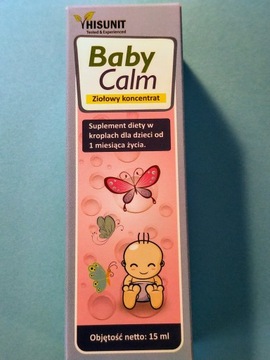 HISUNIT
Tested & Experienced
Baby
Calm
Ziołowy koncentrat
Suplement diety w
kroplach dla dzieci od
1 miesiąca życia.
Objętość netto: 15 ml